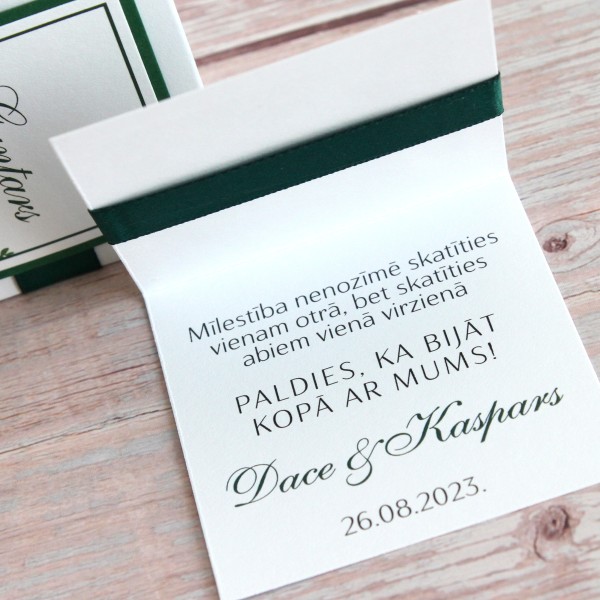 Guntars
Mīlestība nenozīmē skatīties
vienam otrā, bet skatīties
abiem vienā virzienā
PALDIES, KA BIJĀT
KOPĀ AR MUMS!
Dace & Kaspars
26.08.2023.